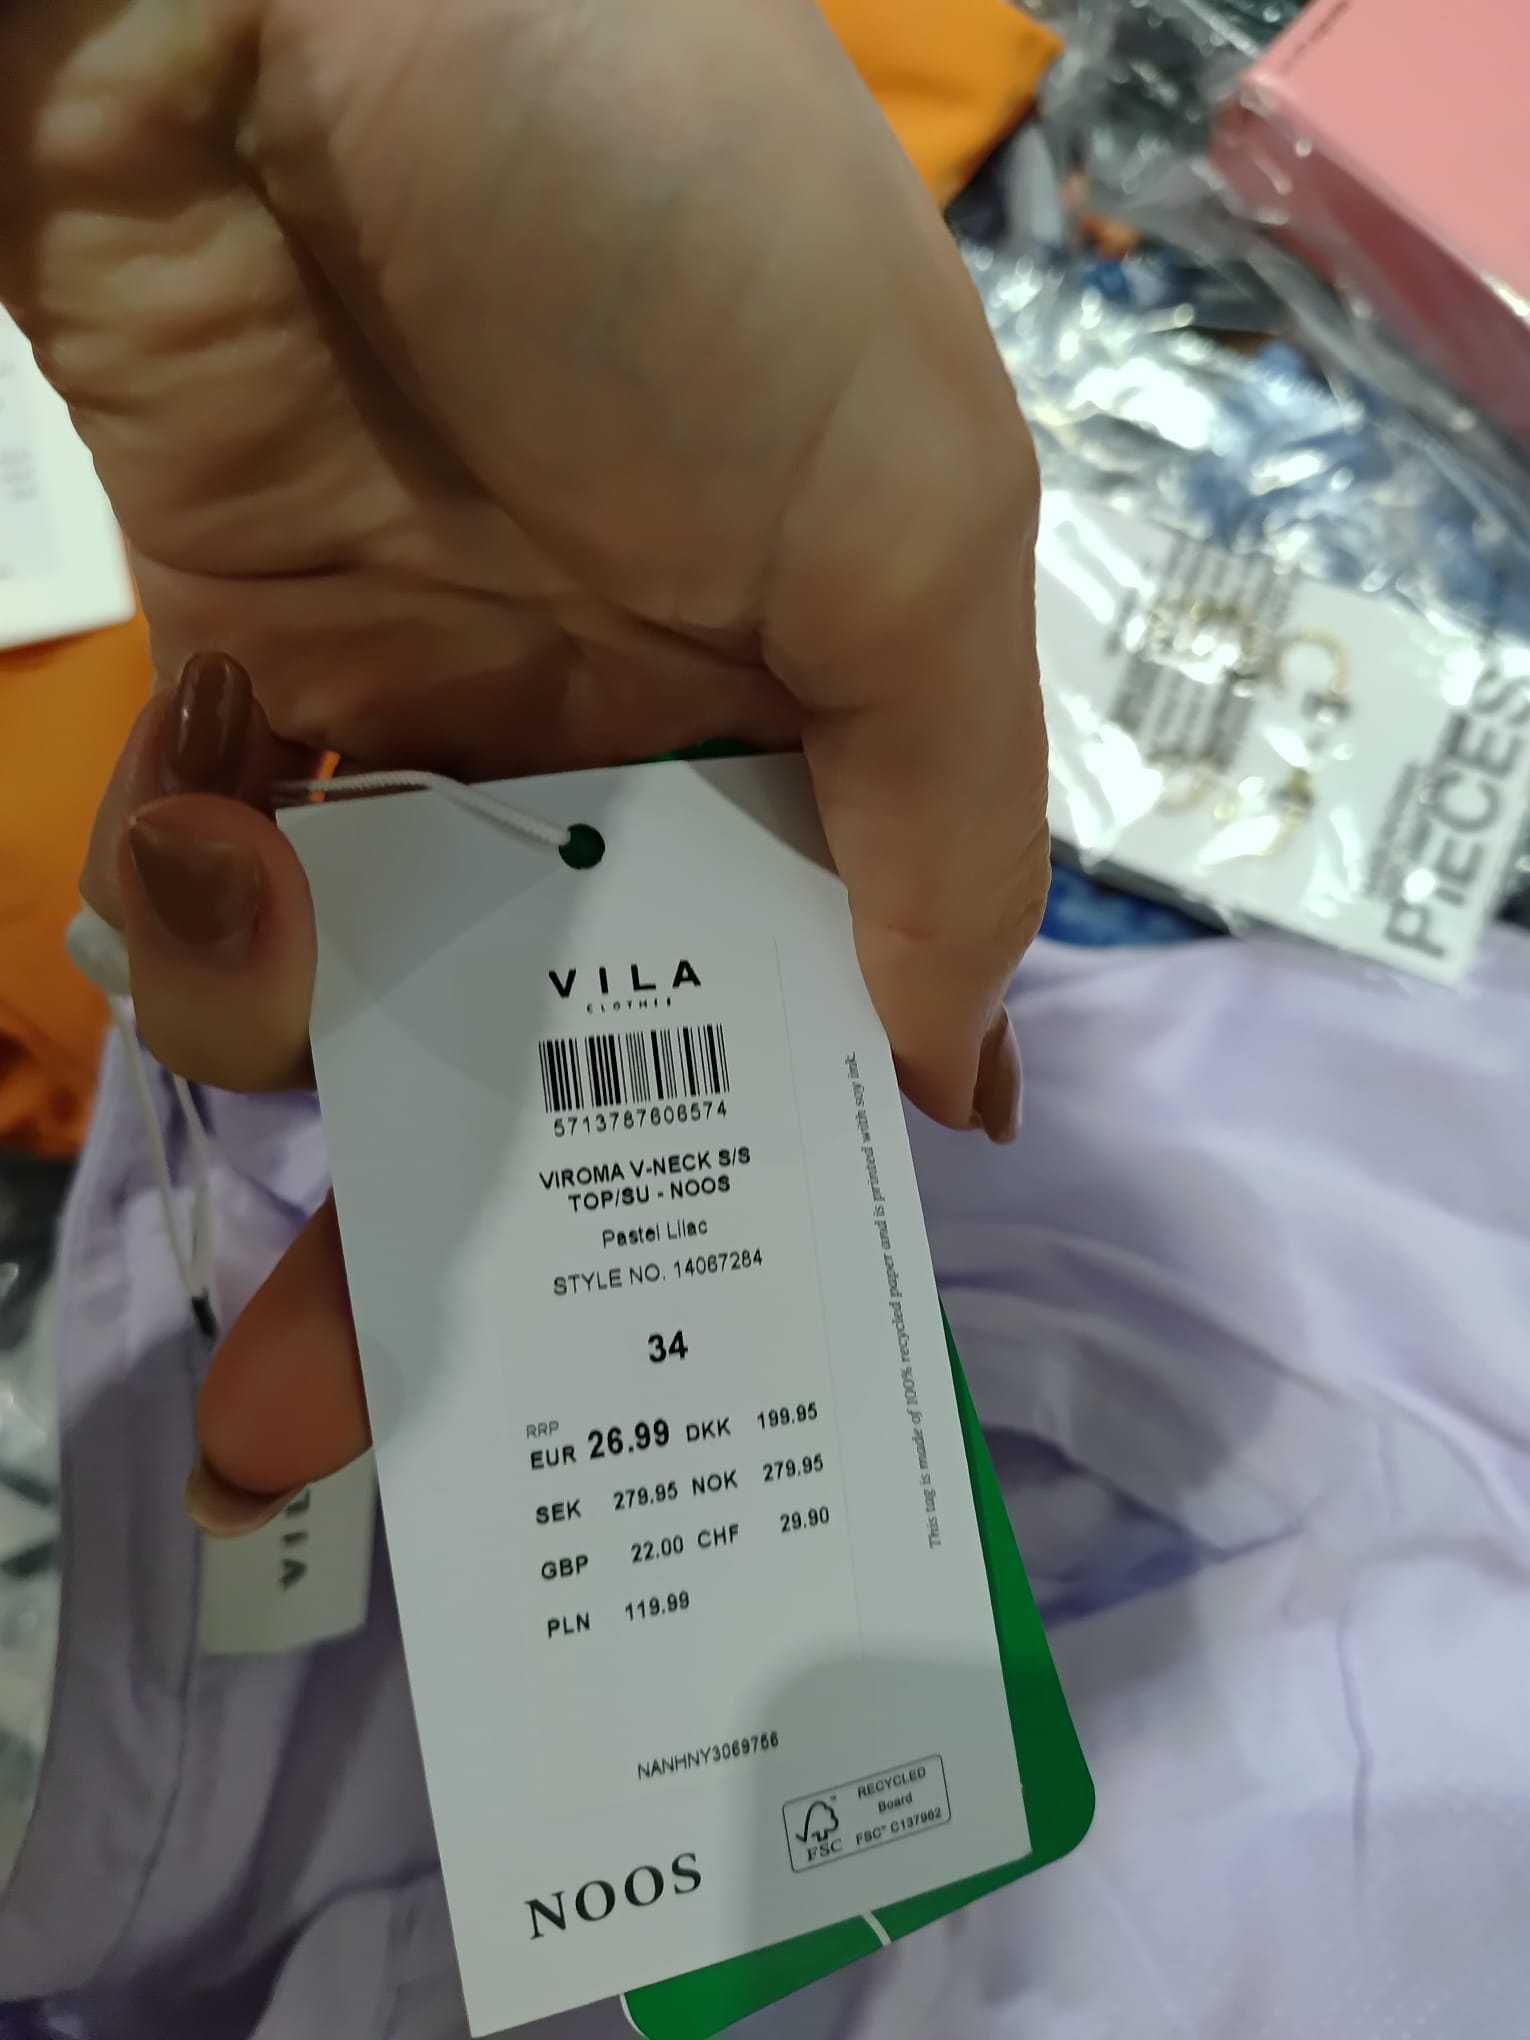 VILA
CLOTHES
5713787606574
VIROMA V-NECK S/S
TOP/SU - NOOS
Pastel Lilac
STYLE NO. 14067284
34
RRP
EUR 26.99 DKK 199.95
SEK 279.95 NOK 279.95
GBP 22.00 CHF 29.90
PLN 119.99
NANHNY3069756
NOOS
FSC
RECYCLED
Board
FSC™ C137962
This tag is made of 100% recycled paper and is printed with soy ink.
VIL
PIECES